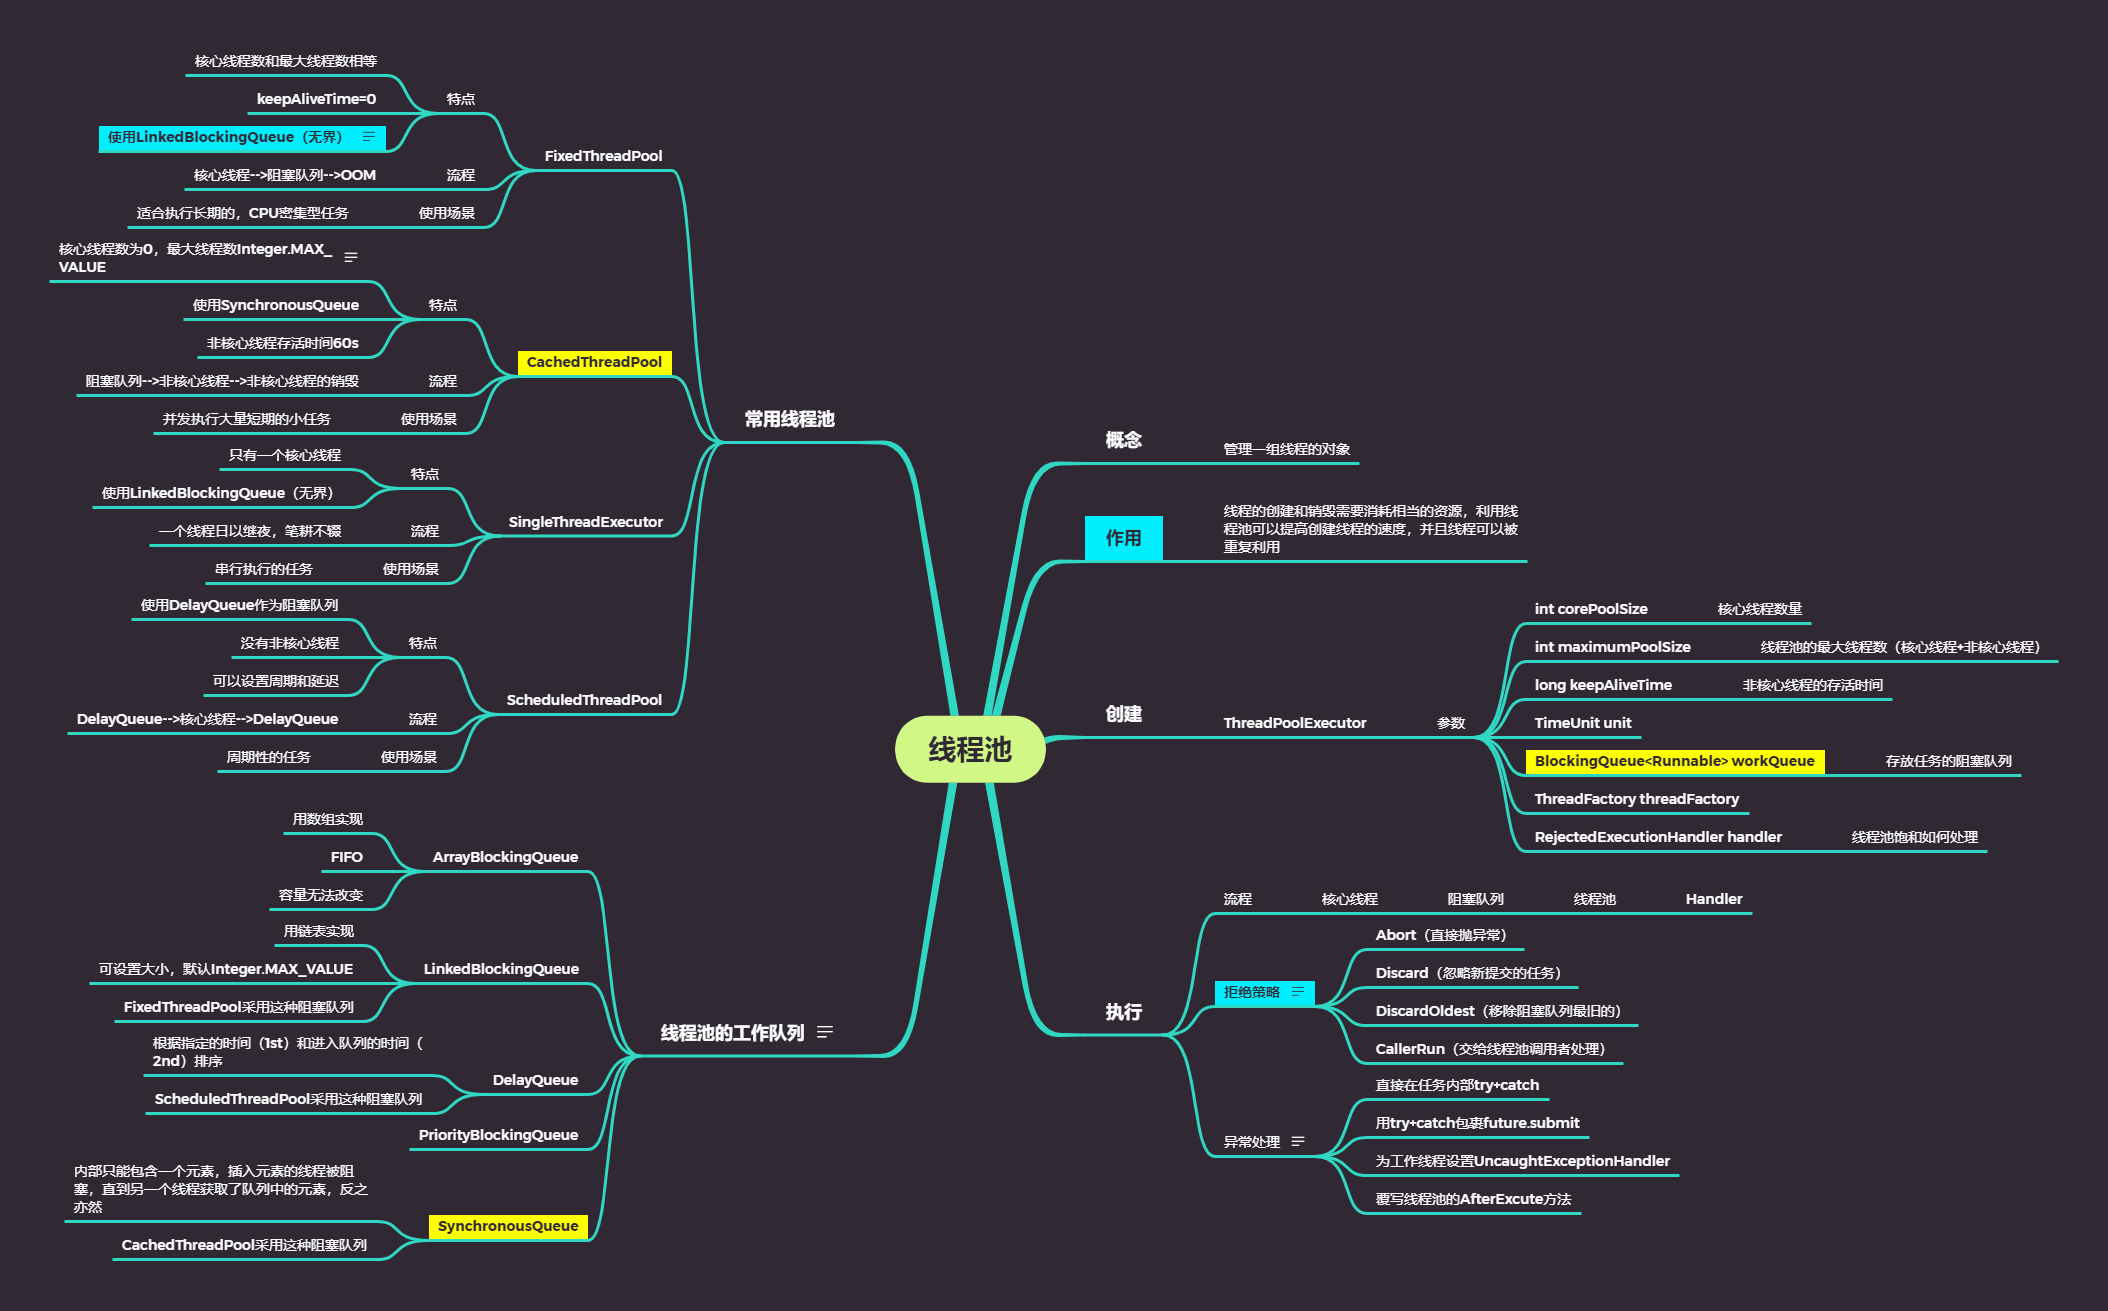 线程池
概念
管理一组线程的对象
作用
线程的创建和销毁需要消耗相当的资源，利用线
程池可以提高创建线程的速度，并且线程可以被
重复利用
创建
ThreadPoolExecutor
参数
int corePoolSize
核心线程数量
int maximumPoolSize
线程池的最大线程数（核心线程+非核心线程）
long keepAliveTime
非核心线程的存活时间
TimeUnit unit
BlockingQueue<Runnable> workQueue
存放任务的阻塞队列
ThreadFactory threadFactory
RejectedExecutionHandler handler
线程池饱和如何处理
执行
流程
核心线程
阻塞队列
线程池
Handler
拒绝策略
Abort（直接抛异常）
Discard（忽略新提交的任务）
DiscardOldest（移除阻塞队列最旧的）
CallerRun（交给线程池调用者处理）
异常处理
直接在任务内部try+catch
用try+catch包裹future.submit
为工作线程设置UncaughtExceptionHandler
覆写线程池的AfterExcute方法
常用线程池
FixedThreadPool
特点
核心线程数和最大线程数相等
keepAliveTime=0
使用LinkedBlockingQueue（无界）
流程
核心线程-->阻塞队列-->OOM
使用场景
适合执行长期的，CPU密集型任务
CachedThreadPool
特点
核心线程数为0，最大线程数Integer.MAX_
VALUE
使用SynchronousQueue
非核心线程存活时间60s
流程
阻塞队列-->非核心线程-->非核心线程的销毁
使用场景
并发执行大量短期的小任务
SingleThreadExecutor
特点
只有一个核心线程
使用LinkedBlockingQueue（无界）
流程
一个线程日以继夜，笔耕不辍
使用场景
串行执行的任务
ScheduledThreadPool
特点
使用DelayQueue作为阻塞队列
没有非核心线程
可以设置周期和延迟
流程
DelayQueue-->核心线程-->DelayQueue
使用场景
周期性的任务
线程池的工作队列
ArrayBlockingQueue
用数组实现
FIFO
容量无法改变
LinkedBlockingQueue
用链表实现
可设置大小，默认Integer.MAX_VALUE
FixedThreadPool采用这种阻塞队列
DelayQueue
根据指定的时间（1st）和进入队列的时间（
2nd）排序
ScheduledThreadPool采用这种阻塞队列
PriorityBlockingQueue
SynchronousQueue
内部只能包含一个元素，插入元素的线程被阻
塞，直到另一个线程获取了队列中的元素，反之
亦然
CachedThreadPool采用这种阻塞队列